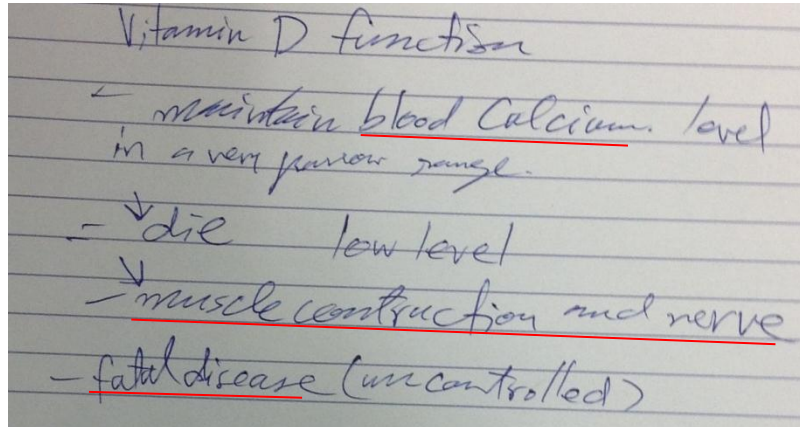 Vitamin D function
- maintain blood Calcium. level
in a very narrow range.
= ↓ die low level
- ↓ muscle contruction and nerve
- fatal disease (uncontrolled)